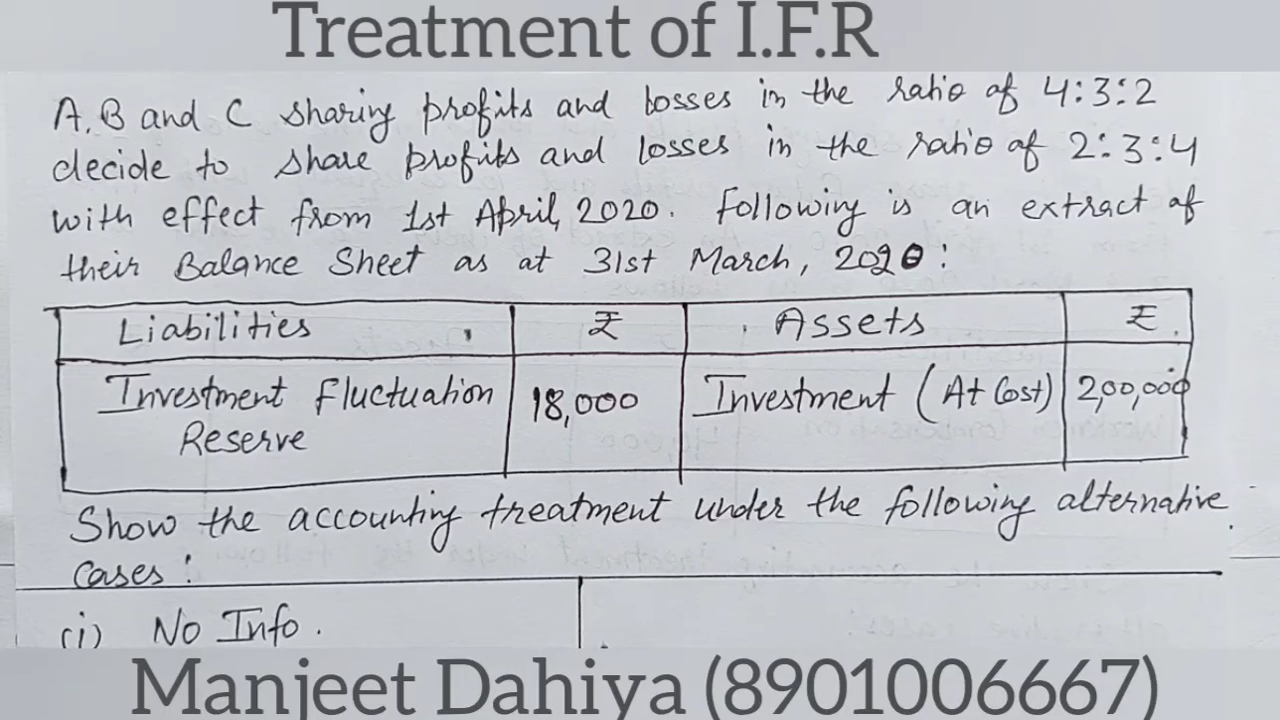 Treatment of I.F.R
A, B and C sharing profits and losses in the ratio of 4:3:2
decide to share profits and losses in the ratio of 2:3:4
with effect from 1st April, 2020. Following is an extract of
their Balance Sheet as at 31st March, 2020:
Liabilities ₹ Assets ₹
Investment Fluctuation Reserve 18,000 Investment (At Cost) 2,00,000
Show the accounting treatment under the following alternative
Cases:
(i) No Info.
Manjeet Dahiya (8901006667)